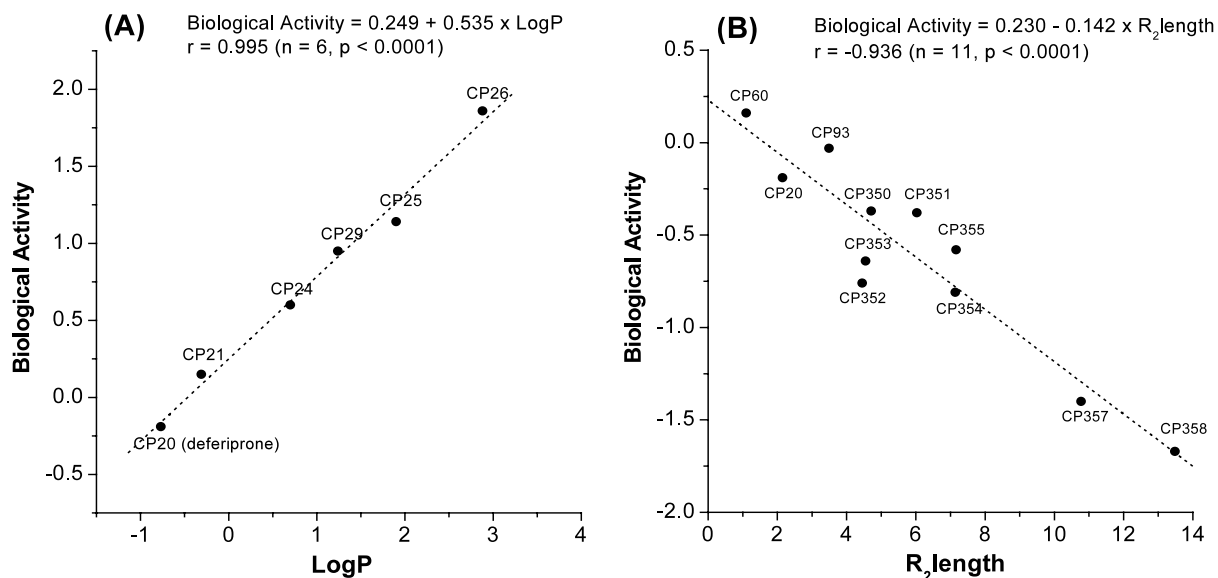 (A)
Biological Activity = 0.249 + 0.535 x LogP
r = 0.995 (n = 6, p < 0.0001)
2.0
1.5
1.0
0.5
0.0
-0.5
Biological Activity
CP26
CP25
CP29
CP24
CP21
CP20 (deferiprone)
-1
0
1
2
3
4
LogP
(B)
Biological Activity = 0.230 - 0.142 x R₂length
r = -0.936 (n = 11, p < 0.0001)
0.5
0.0
-0.5
-1.0
-1.5
-2.0
Biological Activity
CP60
CP93
CP20
CP350
CP351
CP353
CP355
CP352
CP354
CP357
CP358
0
2
4
6
8
10
12
14
R₂length